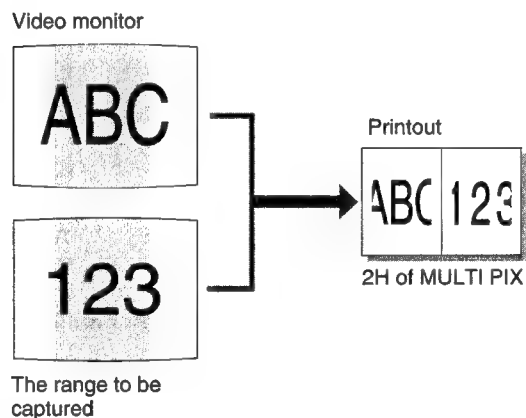 Video monitor
ABC
Printout
ABC 123
2H of MULTI PIX
123
The range to be
captured